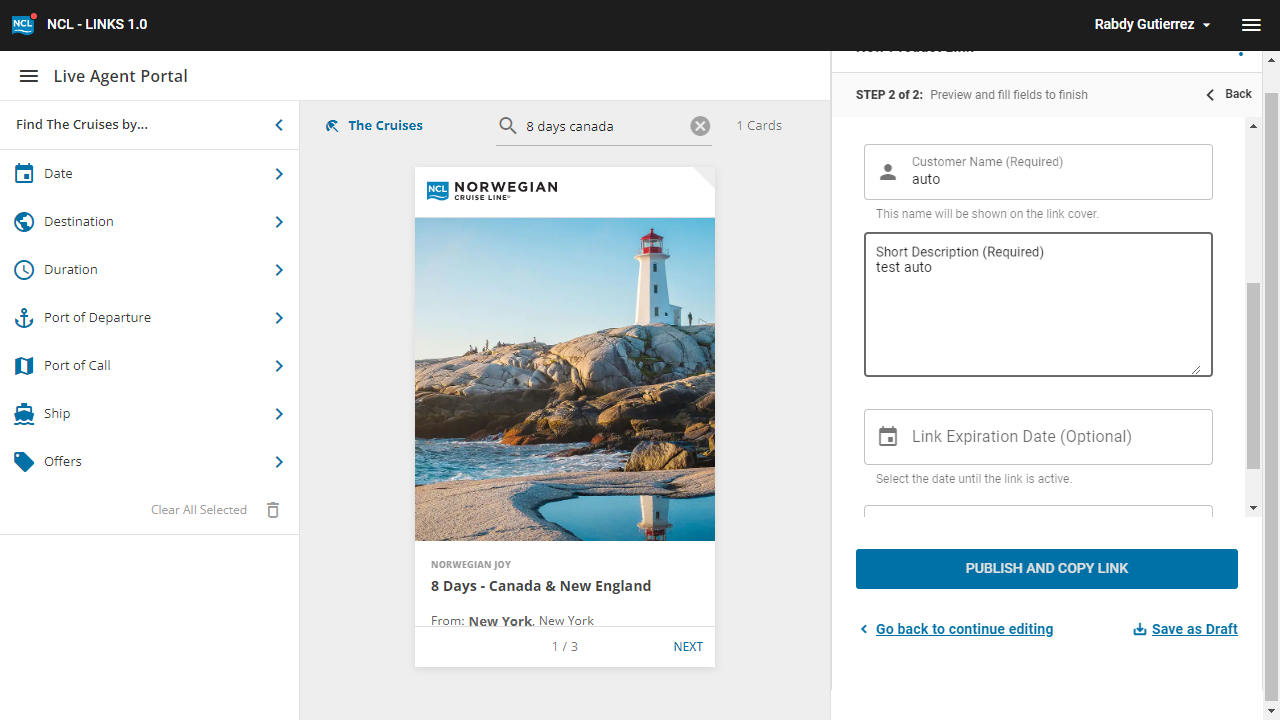 NCL
NCL - LINKS 1.0
Rabdy Gutierrez
Live Agent Portal
Find The Cruises by...
Date
Destination
Duration
Port of Departure
Port of Call
Ship
Offers
Clear All Selected
The Cruises
8 days canada
1 Cards
NCL NORWEGIAN
CRUISE LINE®
NORWEGIAN JOY
8 Days - Canada & New England
From: New York, New York
1 / 3
NEXT
Non Product Link
STEP 2 of 2: Preview and fill fields to finish
Back
Customer Name (Required)
auto
This name will be shown on the link cover.
Short Description (Required)
test auto
Link Expiration Date (Optional)
Select the date until the link is active.
PUBLISH AND COPY LINK
Go back to continue editing
Save as Draft